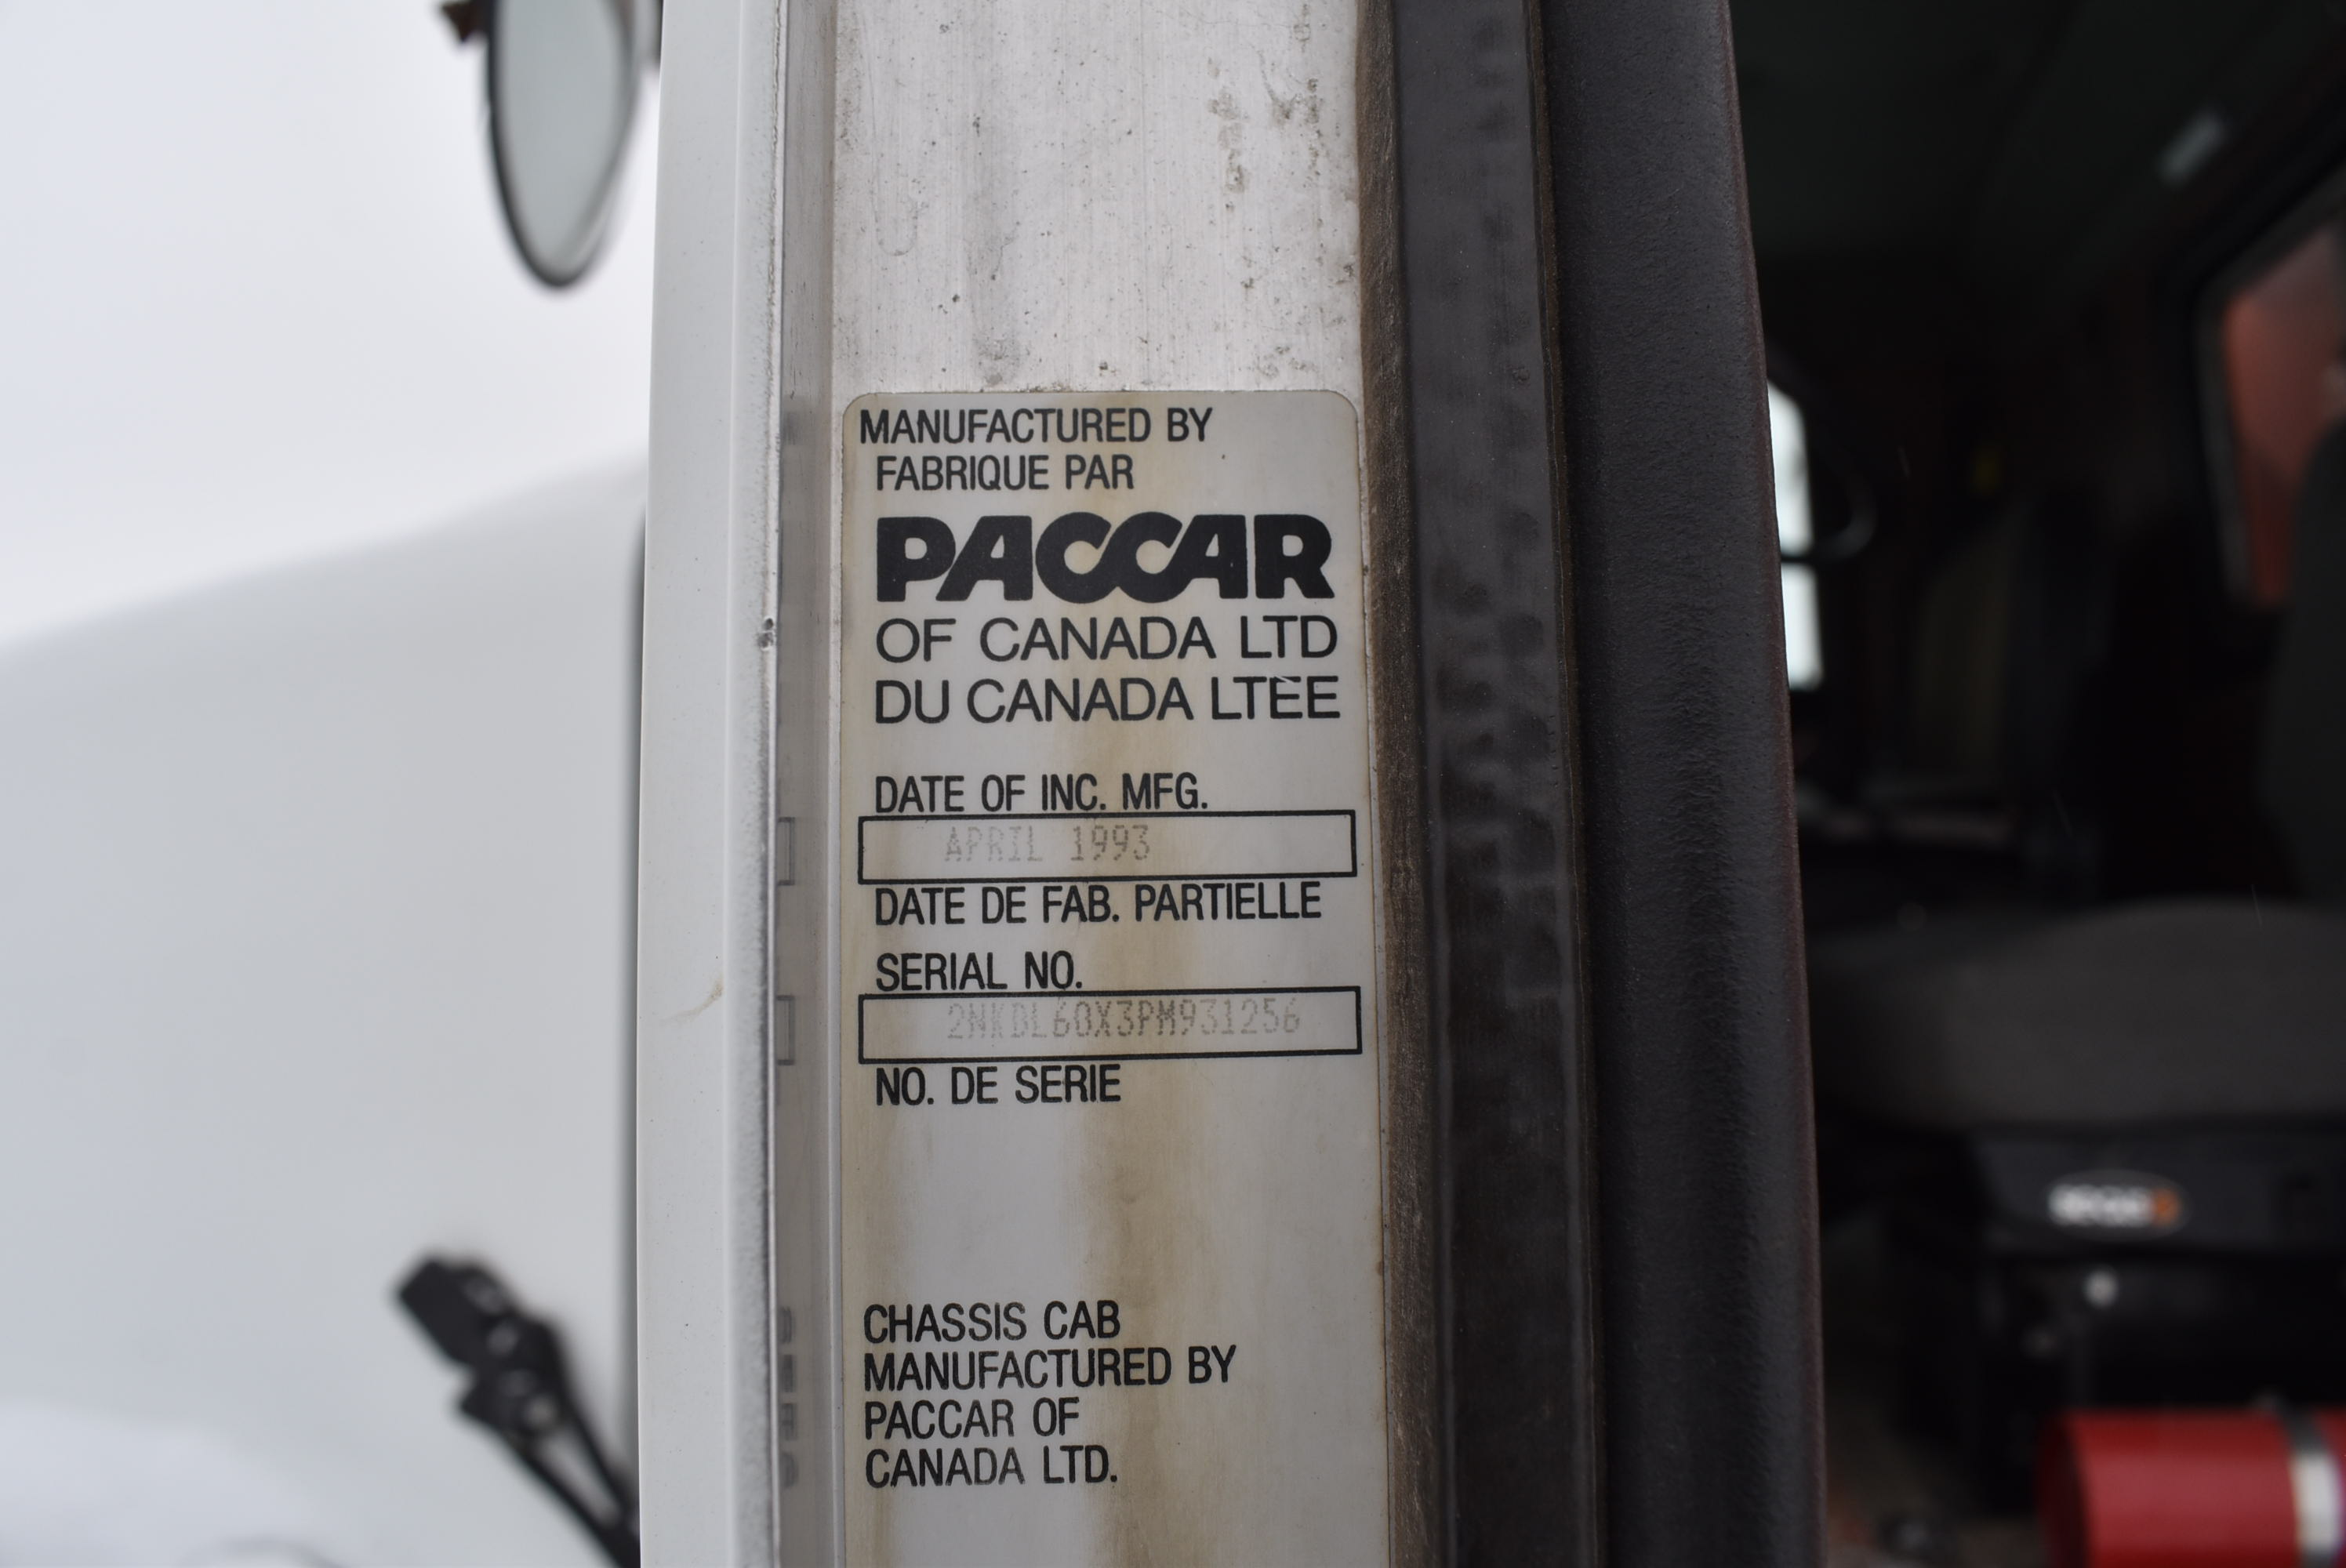 MANUFACTURED BY
FABRIQUE PAR
PACCAR
OF CANADA LTD
DU CANADA LTEE
DATE OF INC. MFG.
APRIL 1993
DATE DE FAB. PARTIELLE
SERIAL NO.
2NKDL60X3PM931256
NO. DE SERIE
CHASSIS CAB
MANUFACTURED BY
PACCAR OF
CANADA LTD.